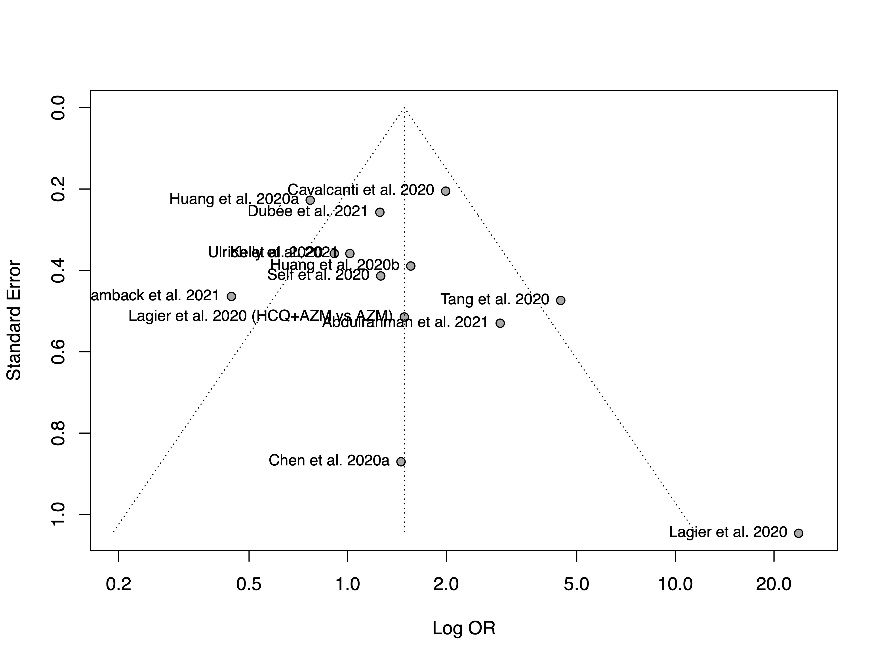 0.0
0.2
0.4
0.6
0.8
1.0
Standard Error
Cavalcanti et al. 2020
Huang et al. 2020a
Dubée et al. 2021
Huang et al. 2020b
Self et al. 2020
amback et al. 2021
Tang et al. 2020
Lagier et al. 2020 (HCQ+AZM vs AZM)
Abdulrahman et al. 2021
Chen et al. 2020a
Lagier et al. 2020
0.2
0.5
1.0
2.0
5.0
10.0
20.0
Log OR